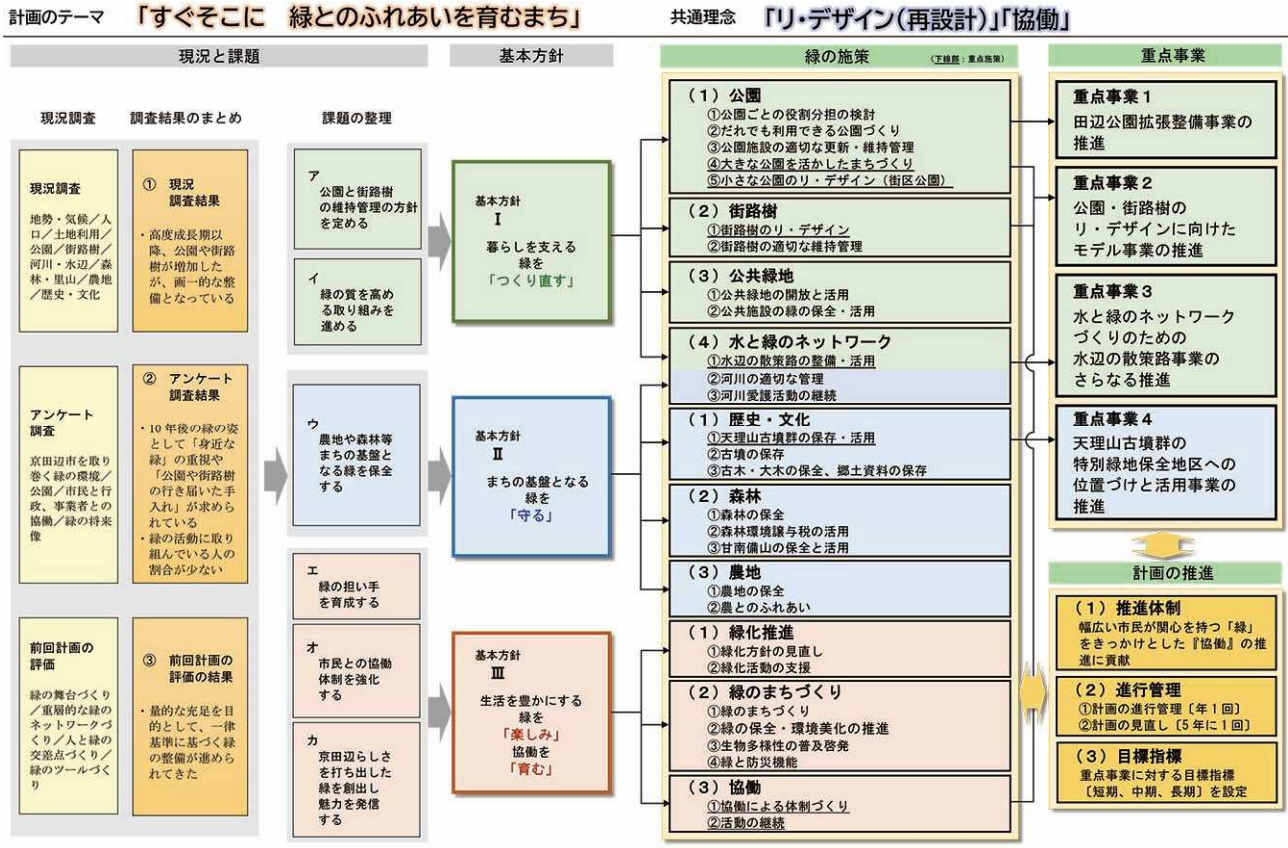 計画のテーマ 「すぐそこに 緑とのふれあいを育むまち」
共通理念 「リ・デザイン(再設計)」「協働」
現況と課題
現況調査
調査結果のまとめ
課題の整理
現況調査
地勢・気候／人
口／土地利用／
公園／街路樹／
河川・水辺／森
林・里山／農地
／歴史・文化
① 現況
調査結果
・高度成長期以
降、公園や街路
樹が増加した
が、画一的な整
備となっている
アンケート
調査
京田辺市を取り
巻く緑の環境／
公園／市民と行
政、事業者との
協働／緑の将来
像
② アンケート
調査結果
・10年後の緑の姿
として「身近な
緑」の重視や
「公園や街路樹
の行き届いた手
入れ」が求めら
れている
・緑の活動に取り
組んでいる人の
割合が少ない
前回計画の
評価
緑の舞台づくり
／重層的な緑の
ネットワークづ
くり／人と緑の
交差点づくり／
緑のツールづく
り
③ 前回計画の
評価の結果
・量的な充足を目
的として、一律
基準に基づく緑
の整備が進めら
れてきた
ア
公園と街路樹
の維持管理の方針
を定める
イ
緑の質を高め
る取り組みを
進める
ウ
農地や森林等
まちの基盤と
なる緑を保全
する
エ
緑の担い手
を育成する
オ
市民との協働
体制を強化
する
カ
京田辺らしさ
を打ち出した
緑を創出し
魅力を発信
する
基本方針
基本方針
Ⅰ
暮らしを支える
緑を
「つくり直す」
基本方針
Ⅱ
まちの基盤となる
緑を
「守る」
基本方針
Ⅲ
生活を豊かにする
緑を
「楽しみ」
協働を
「育む」
緑の施策 (下線部：重点施策)
(1)公園
①公園ごとの役割分担の検討
②だれでも利用できる公園づくり
③公園施設の適切な更新・維持管理
④大きな公園を活かしたまちづくり
⑤小さな公園のリ・デザイン(街区公園)
(2)街路樹
①街路樹のリ・デザイン
②街路樹の適切な維持管理
(3)公共緑地
①公共緑地の開放と活用
②公共施設の緑の保全・活用
(4)水と緑のネットワーク
①水辺の散策路の整備・活用
②河川の適切な管理
③河川愛護活動の継続
(1)歴史・文化
①天理山古墳群の保存・活用
②古墳の保存
③古木・大木の保全、郷土資料の保存
(2)森林
①森林の保全
②森林環境譲与税の活用
③甘南備山の保全と活用
(3)農地
①農地の保全
②農とのふれあい
(1)緑化推進
①緑化方針の見直し
②緑化活動の支援
(2)緑のまちづくり
①緑のまちづくり
②緑の保全・環境美化の推進
③生物多様性の普及啓発
④緑と防災機能
(3)協働
①協働による体制づくり
②活動の継続
重点事業
重点事業1
田辺公園拡張整備事業の
推進
重点事業2
公園・街路樹の
リ・デザインに向けた
モデル事業の推進
重点事業3
水と緑のネットワーク
づくりのための
水辺の散策路事業の
さらなる推進
重点事業4
天理山古墳群の
特別緑地保全地区への
位置づけと活用事業の
推進
計画の推進
(1)推進体制
幅広い市民が関心を持つ「緑」
をきっかけとした『協働』の推
進に貢献
(2)進行管理
①計画の進行管理〔年1回〕
②計画の見直し〔5年に1回〕
(3)目標指標
重点事業に対する目標指標
〔短期、中期、長期〕を設定